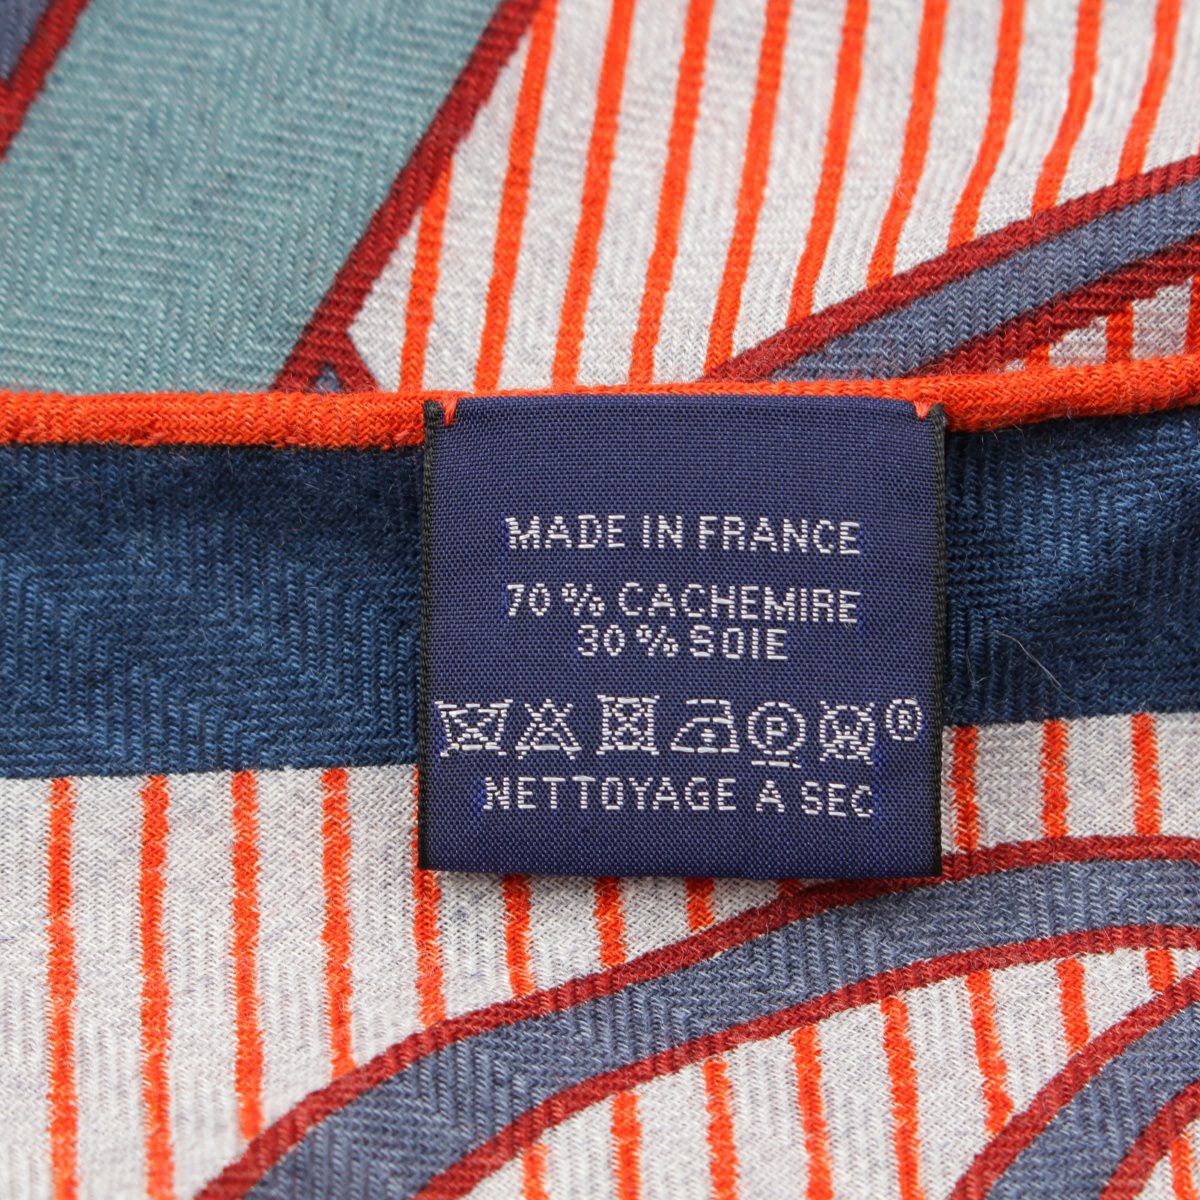 MADE IN FRANCE
70 % CACHEMIRE
30 % SOIE
P ®
NETTOYAGE A SEC